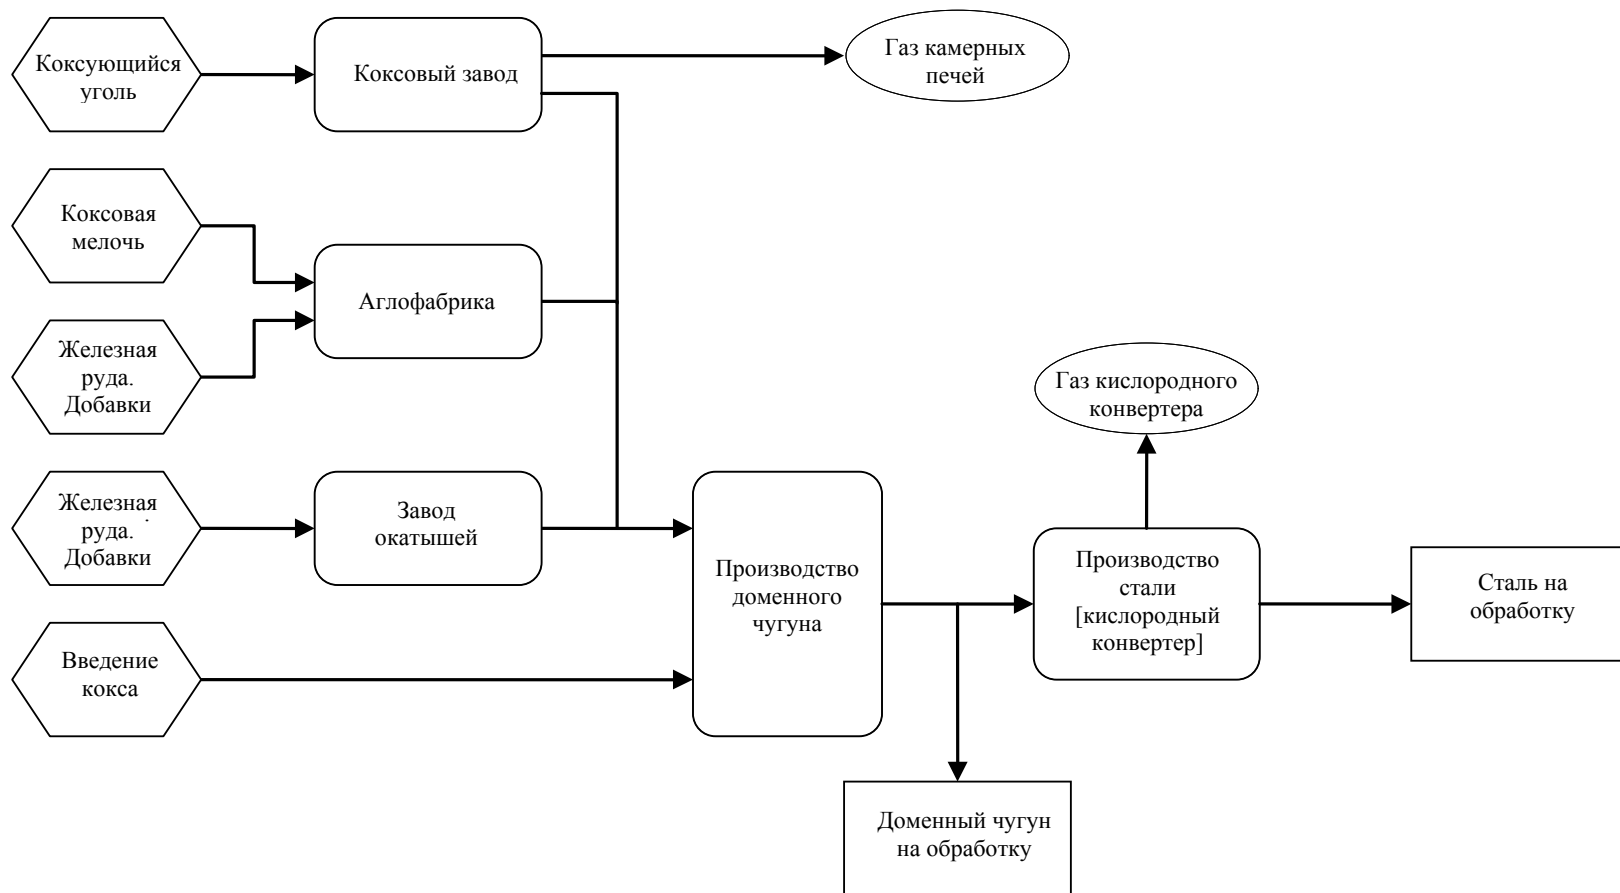 Коксующийся
уголь
Коксовый завод
Газ камерных
печей
Коксовая
мелочь
Аглофабрика
Железная
руда.
Добавки
Газ кислородного
конвертера
Железная
руда.
Добавки
Завод
окатышей
Производство
доменного
чугуна
Производство
стали
[кислородный
конвертер]
Сталь на
обработку
Введение
кокса
Доменный чугун
на обработку